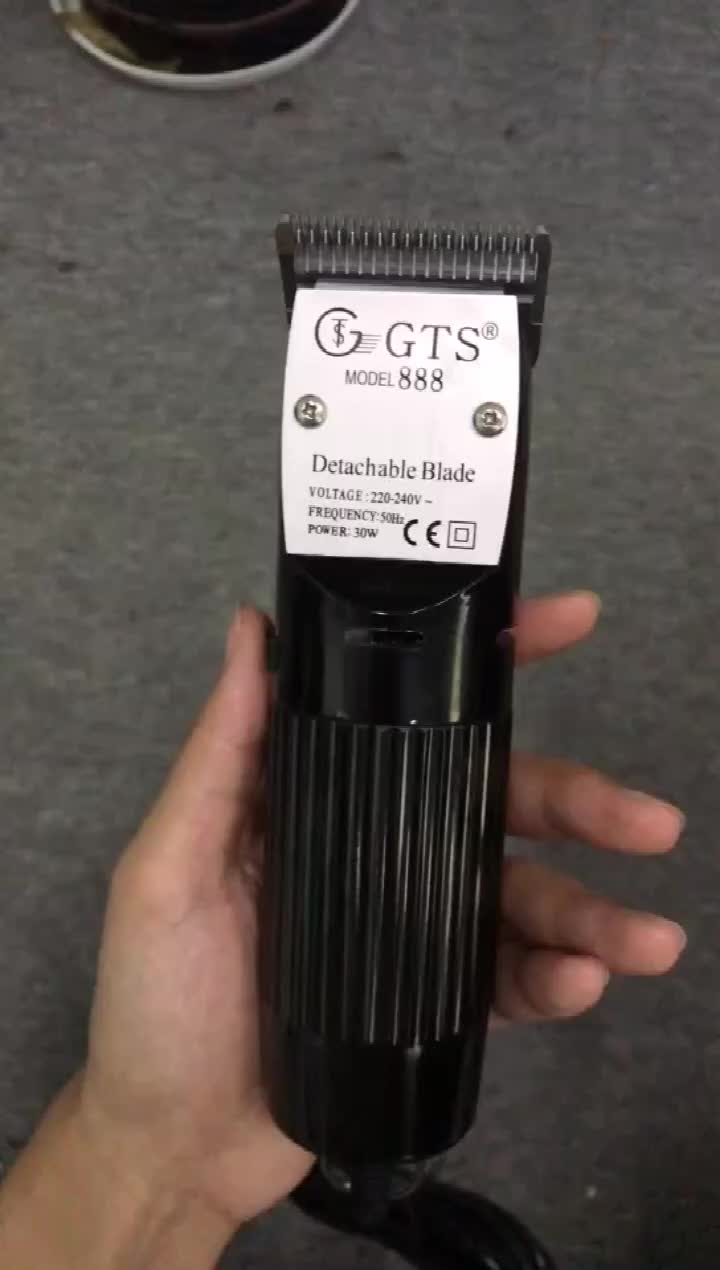 GTS®
MODEL 888
Detachable Blade
VOLTAGE : 220-240V ~
FREQUENCY: 50Hz
POWER: 30W CE